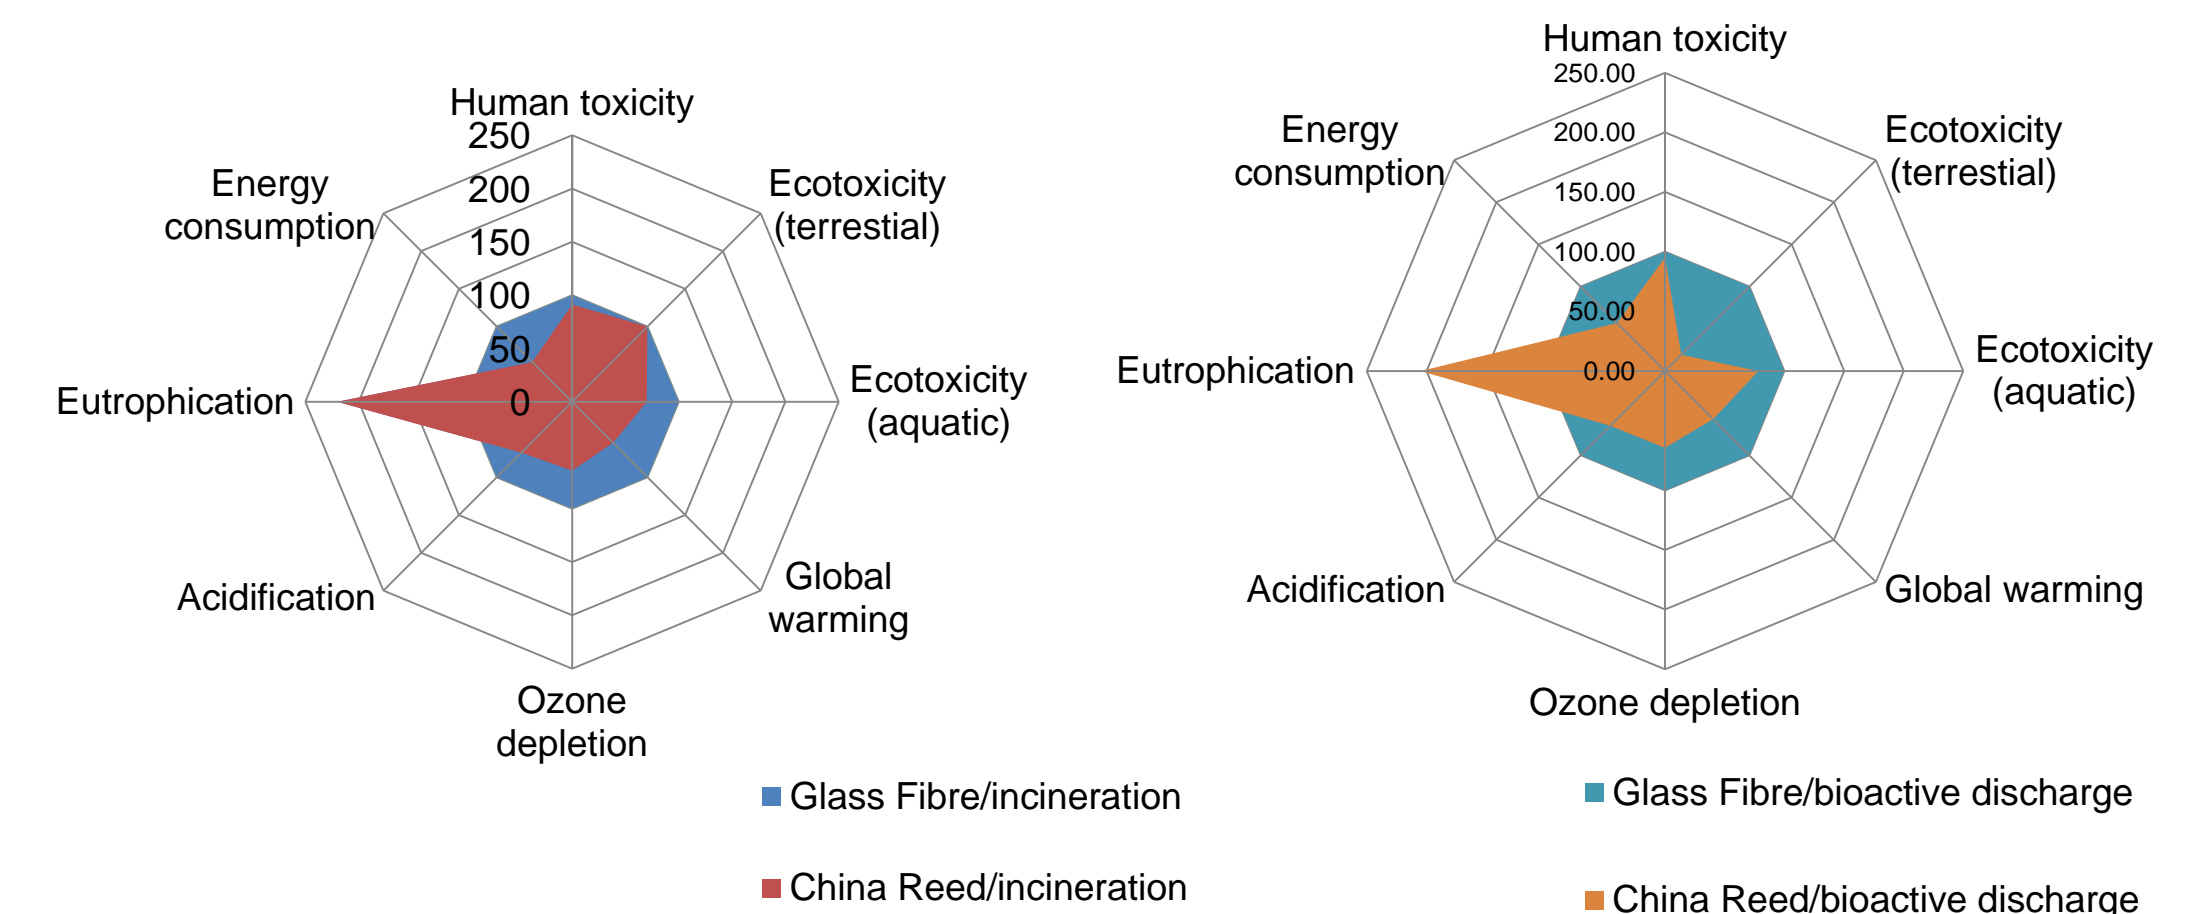 Human toxicity
250
200
150
100
50
0
Energy
consumption
Ecotoxicity
(terrestial)
Eutrophication
Ecotoxicity
(aquatic)
Acidification
Global
warming
Ozone
depletion
Glass Fibre/incineration
China Reed/incineration
Human toxicity
250.00
200.00
150.00
100.00
50.00
0.00
Energy
consumption
Ecotoxicity
(terrestial)
Eutrophication
Ecotoxicity
(aquatic)
Acidification
Global warming
Ozone depletion
Glass Fibre/bioactive discharge
China Reed/bioactive discharge